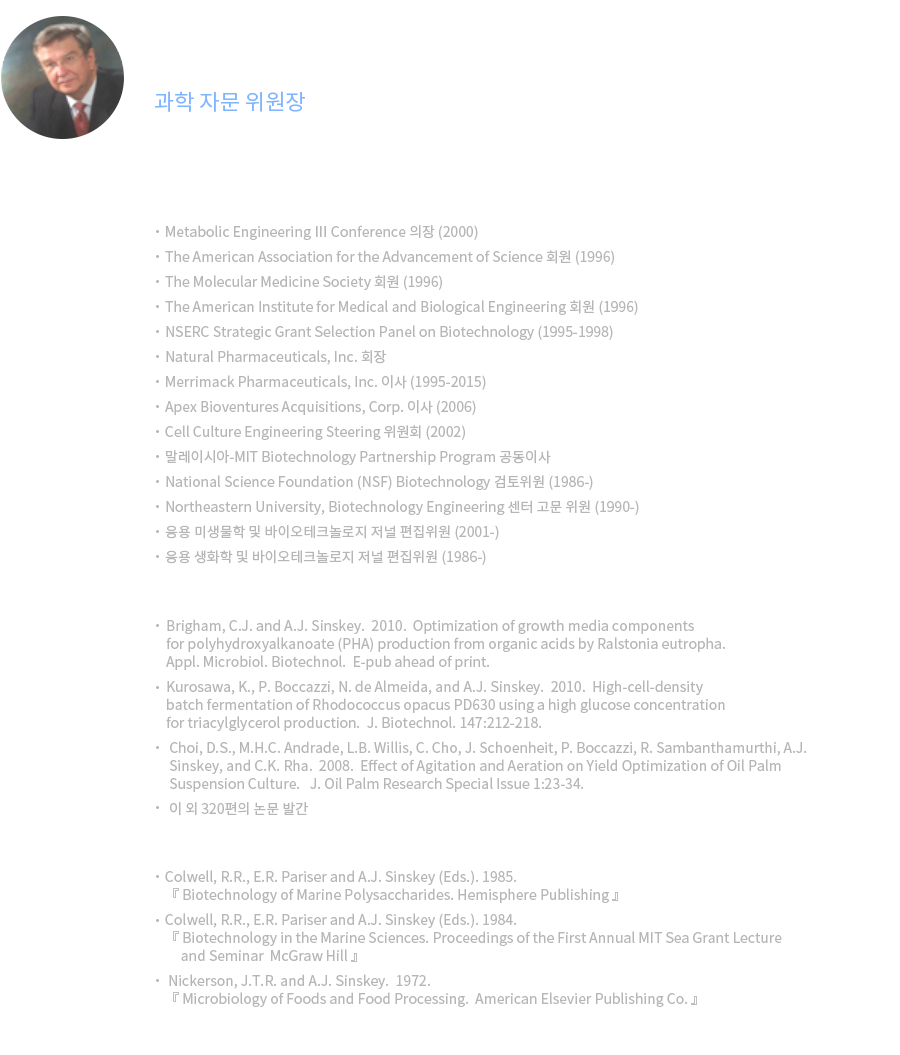 과학 자문 위원장
· Metabolic Engineering III Conference 의장 (2000)
· The American Association for the Advancement of Science 회원 (1996)
· The Molecular Medicine Society 회원 (1996)
· The American Institute for Medical and Biological Engineering 회원 (1996)
· NSERC Strategic Grant Selection Panel on Biotechnology (1995-1998)
· Natural Pharmaceuticals, Inc. 회장
· Merrimack Pharmaceuticals, Inc. 이사 (1995-2015)
· Apex Bioventures Acquisitions, Corp. 이사 (2006)
· Cell Culture Engineering Steering 위원회 (2002)
· 말레이시아-MIT Biotechnology Partnership Program 공동이사
· National Science Foundation (NSF) Biotechnology 검토위원 (1986-)
· Northeastern University, Biotechnology Engineering 센터 고문 위원 (1990-)
· 응용 미생물학 및 바이오테크놀로지 저널 편집위원 (2001-)
· 응용 생화학 및 바이오테크놀로지 저널 편집위원 (1986-)
· Brigham, C.J. and A.J. Sinskey. 2010. Optimization of growth media components
for polyhydroxyalkanoate (PHA) production from organic acids by Ralstonia eutropha.
Appl. Microbiol. Biotechnol. E-pub ahead of print.
· Kurosawa, K., P. Boccazzi, N. de Almeida, and A.J. Sinskey. 2010. High-cell-density
batch fermentation of Rhodococcus opacus PD630 using a high glucose concentration
for triacylglycerol production. J. Biotechnol. 147:212-218.
· Choi, D.S., M.H.C. Andrade, L.B. Willis, C. Cho, J. Schoenheit, P. Boccazzi, R. Sambanthamurthi, A.J.
Sinskey, and C.K. Rha. 2008. Effect of Agitation and Aeration on Yield Optimization of Oil Palm
Suspension Culture. J. Oil Palm Research Special Issue 1:23-34.
· 이 외 320편의 논문 발간
· Colwell, R.R., E.R. Pariser and A.J. Sinskey (Eds.). 1985.
『 Biotechnology of Marine Polysaccharides. Hemisphere Publishing 』
· Colwell, R.R., E.R. Pariser and A.J. Sinskey (Eds.). 1984.
『 Biotechnology in the Marine Sciences. Proceedings of the First Annual MIT Sea Grant Lecture
and Seminar McGraw Hill 』
· Nickerson, J.T.R. and A.J. Sinskey. 1972.
『 Microbiology of Foods and Food Processing. American Elsevier Publishing Co. 』